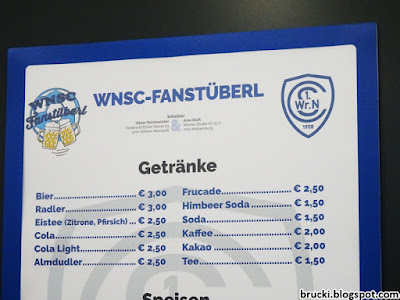 WNSC
Fanstüberl
WNSC-FANSTÜBERL
1.
Wr.N
1908
&
Getränke
Bier € 3,00
Radler € 3,00
Eistee (Zitrone, Pfirsich) € 2,50
Cola € 2,50
Cola Light € 2,50
Almdudler € 2,50
Frucade € 2,50
Himbeer Soda € 1,50
Soda € 1,50
Kaffee € 2,00
Kakao € 2,00
Tee € 1,50
Speisen
brucki.blogspot.com